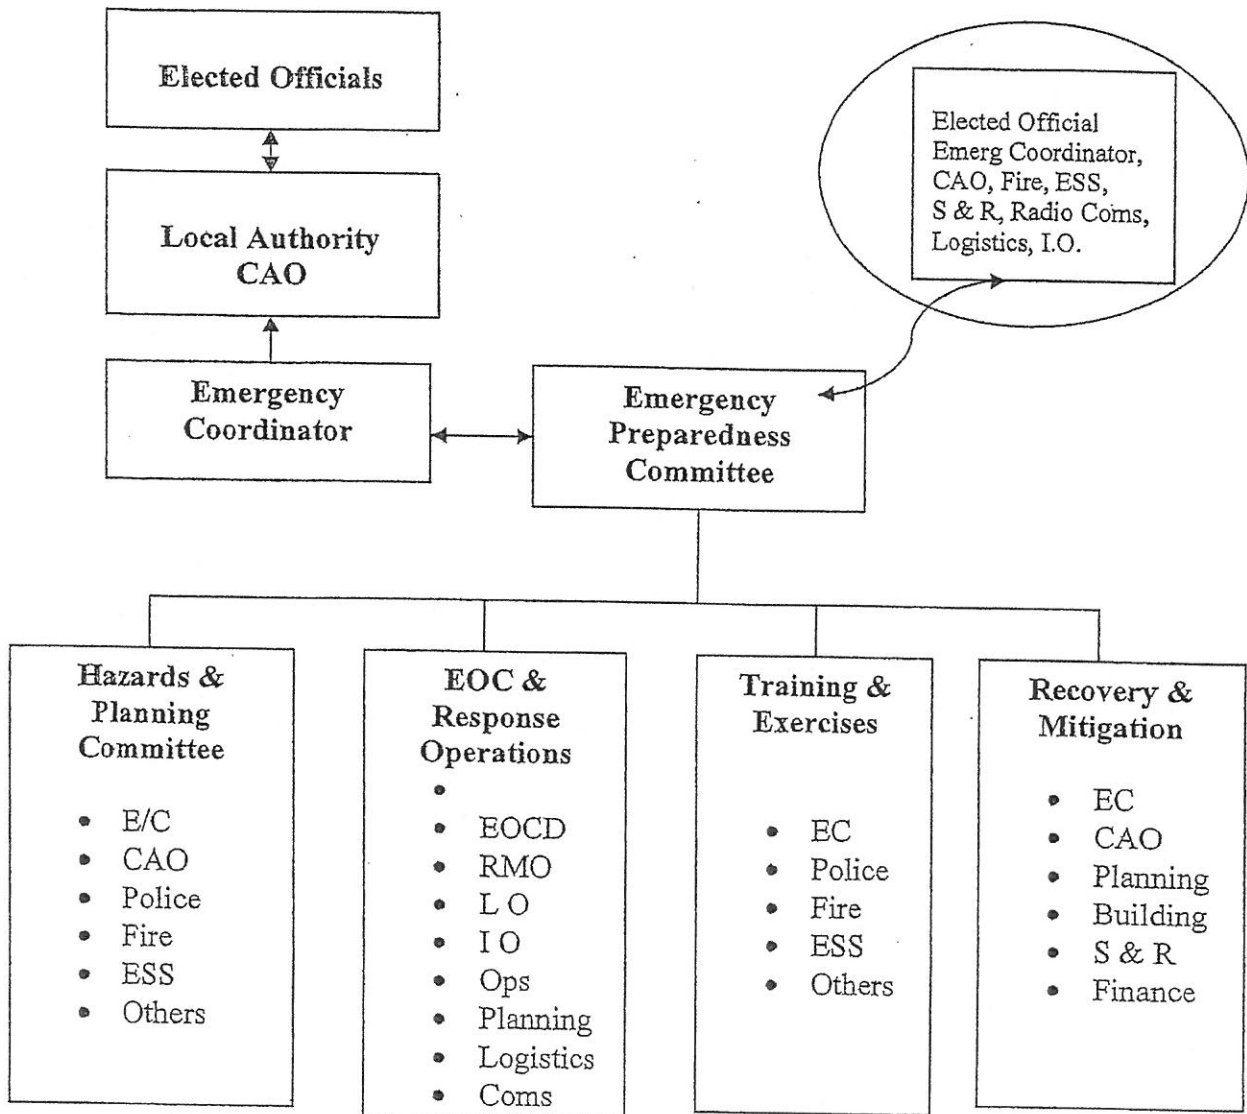 Elected Officials
Elected Official
Emerg Coordinator,
CAO, Fire, ESS,
S & R, Radio Coms,
Logistics, I.O.
Local Authority
CAO
Emergency
Coordinator
Emergency
Preparedness
Committee
Hazards &
Planning
Committee
• E/C
• CAO
• Police
• Fire
• ESS
• Others
EOC &
Response
Operations
•
• EOCD
• RMO
• L O
• I O
• Ops
• Planning
• Logistics
• Coms
Training &
Exercises
• EC
• Police
• Fire
• ESS
• Others
Recovery &
Mitigation
• EC
• CAO
• Planning
• Building
• S & R
• Finance